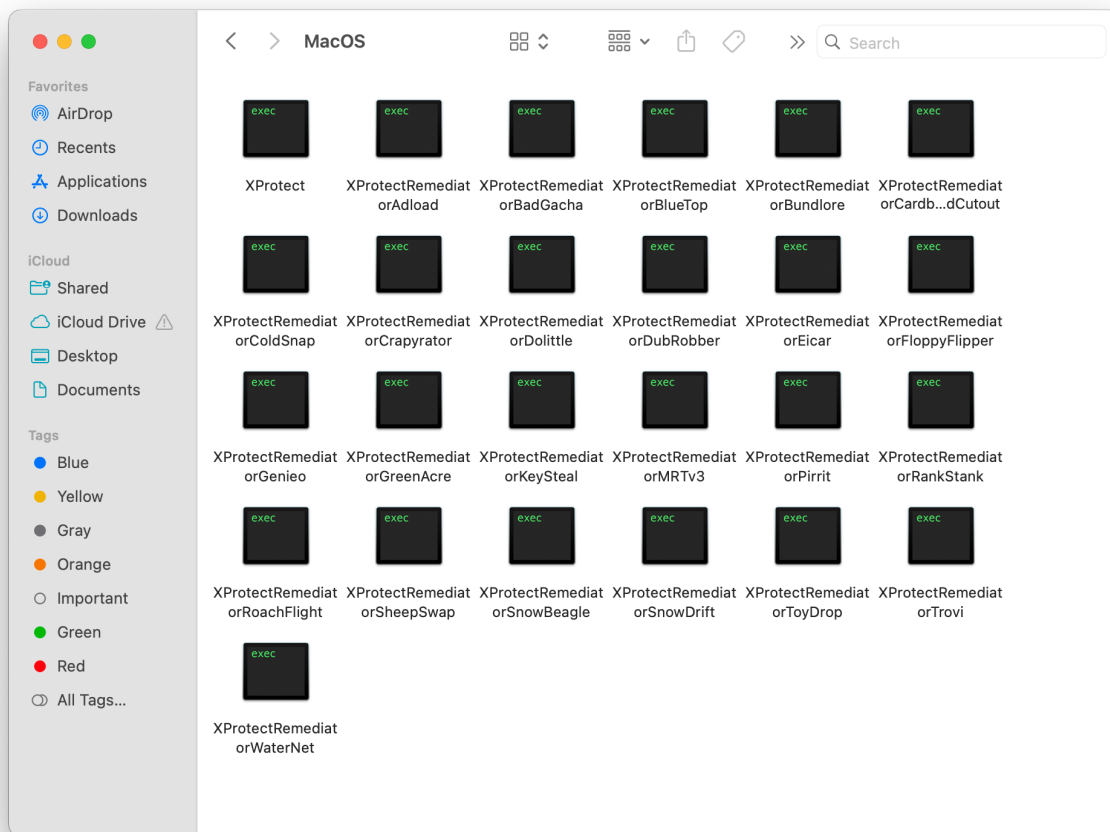 MacOS
Search
Favorites
AirDrop
Recents
Applications
Downloads
iCloud
Shared
iCloud Drive
Desktop
Documents
Tags
Blue
Yellow
Gray
Orange
Important
Green
Red
All Tags...
exec
exec
exec
exec
exec
exec
XProtect
XProtectRemediat
orAdload
XProtectRemediat
orBadGacha
XProtectRemediat
orBlueTop
XProtectRemediat
orBundlore
XProtectRemediat
orCardb...dCutout
exec
exec
exec
exec
exec
exec
XProtectRemediat
orColdSnap
XProtectRemediat
orCrapyrator
XProtectRemediat
orDolittle
XProtectRemediat
orDubRobber
XProtectRemediat
orEicar
XProtectRemediat
orFloppyFlipper
exec
exec
exec
exec
exec
exec
XProtectRemediat
orGenieo
XProtectRemediat
orGreenAcre
XProtectRemediat
orKeySteal
XProtectRemediat
orMRTv3
XProtectRemediat
orPirrit
XProtectRemediat
orRankStank
exec
exec
exec
exec
exec
exec
XProtectRemediat
orRoachFlight
XProtectRemediat
orSheepSwap
XProtectRemediat
orSnowBeagle
XProtectRemediat
orSnowDrift
XProtectRemediat
orToyDrop
XProtectRemediat
orTrovi
exec
XProtectRemediat
orWaterNet